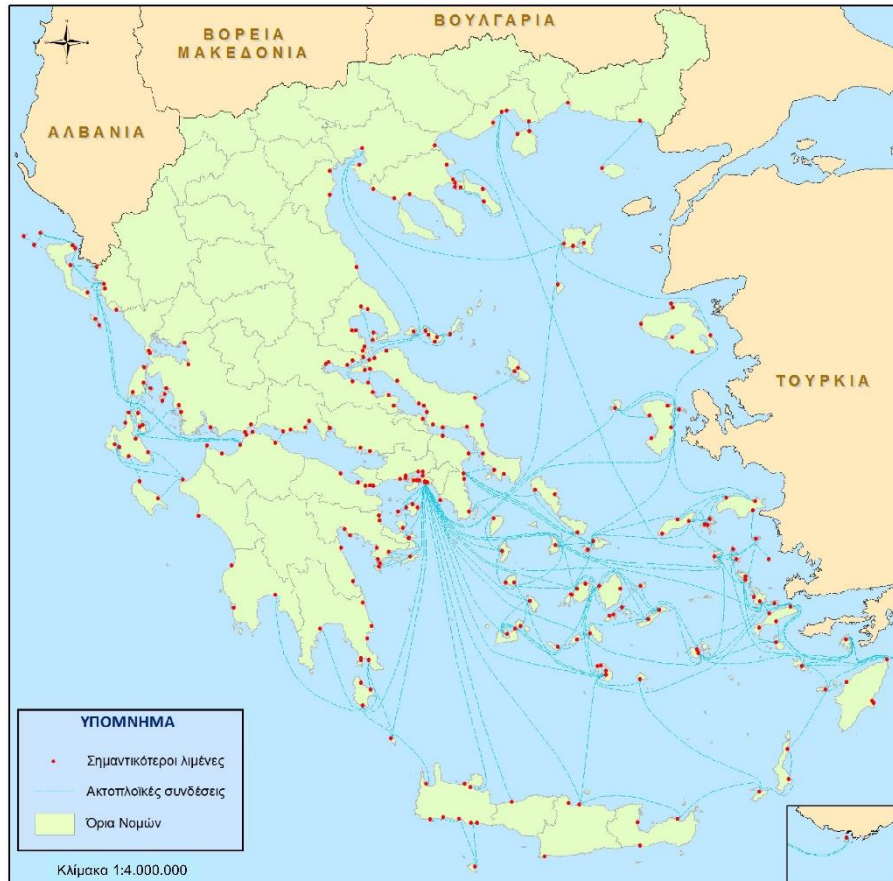 ΒΟΥΛΓΑΡΙΑ
ΒΟΡΕΙΑ
ΜΑΚΕΔΟΝΙΑ
ΑΛΒΑΝΙΑ
ΤΟΥΡΚΙΑ
ΥΠΟΜΝΗΜΑ
Σημαντικότεροι λιμένες
Ακτοπλοϊκές συνδέσεις
Όρια Νομών
Κλίμακα 1:4.000.000